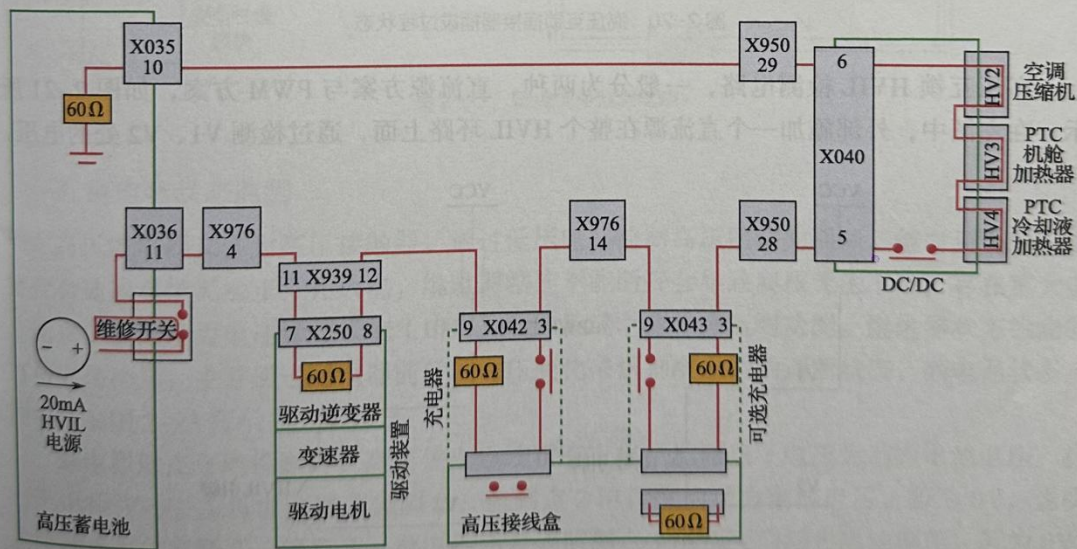 X035
10
60Ω
X950
29
6
X040
5
HV2
空调
压缩机
HV3
PTC
机舱
加热器
HV4
PTC
冷却液
加热器
DC/DC
X036
11
X976
4
X976
14
X950
28
维修开关
- +
20mA
HVIL
电源
高压蓄电池
11 X939 12
7 X250 8
60Ω
驱动逆变器
变速器
驱动电机
驱动装置
充电器
9 X042 3
60Ω
9 X043 3
60Ω
可选充电器
高压接线盒
60Ω